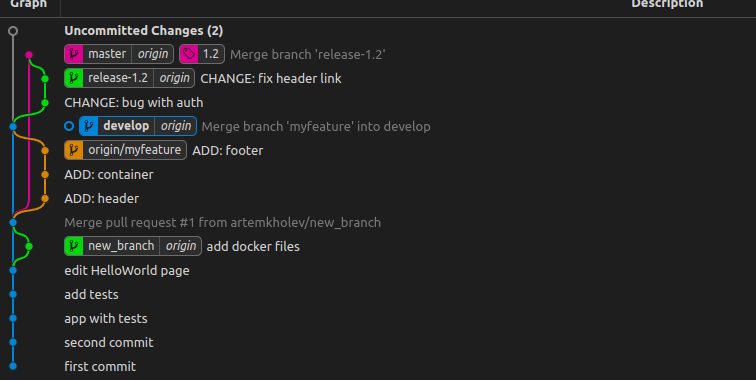 Graph Description
Uncommitted Changes (2)
master origin 1.2 Merge branch 'release-1.2'
release-1.2 origin CHANGE: fix header link
CHANGE: bug with auth
develop origin Merge branch 'myfeature' into develop
origin/myfeature ADD: footer
ADD: container
ADD: header
Merge pull request #1 from artemkholev/new_branch
new_branch origin add docker files
edit HelloWorld page
add tests
app with tests
second commit
first commit